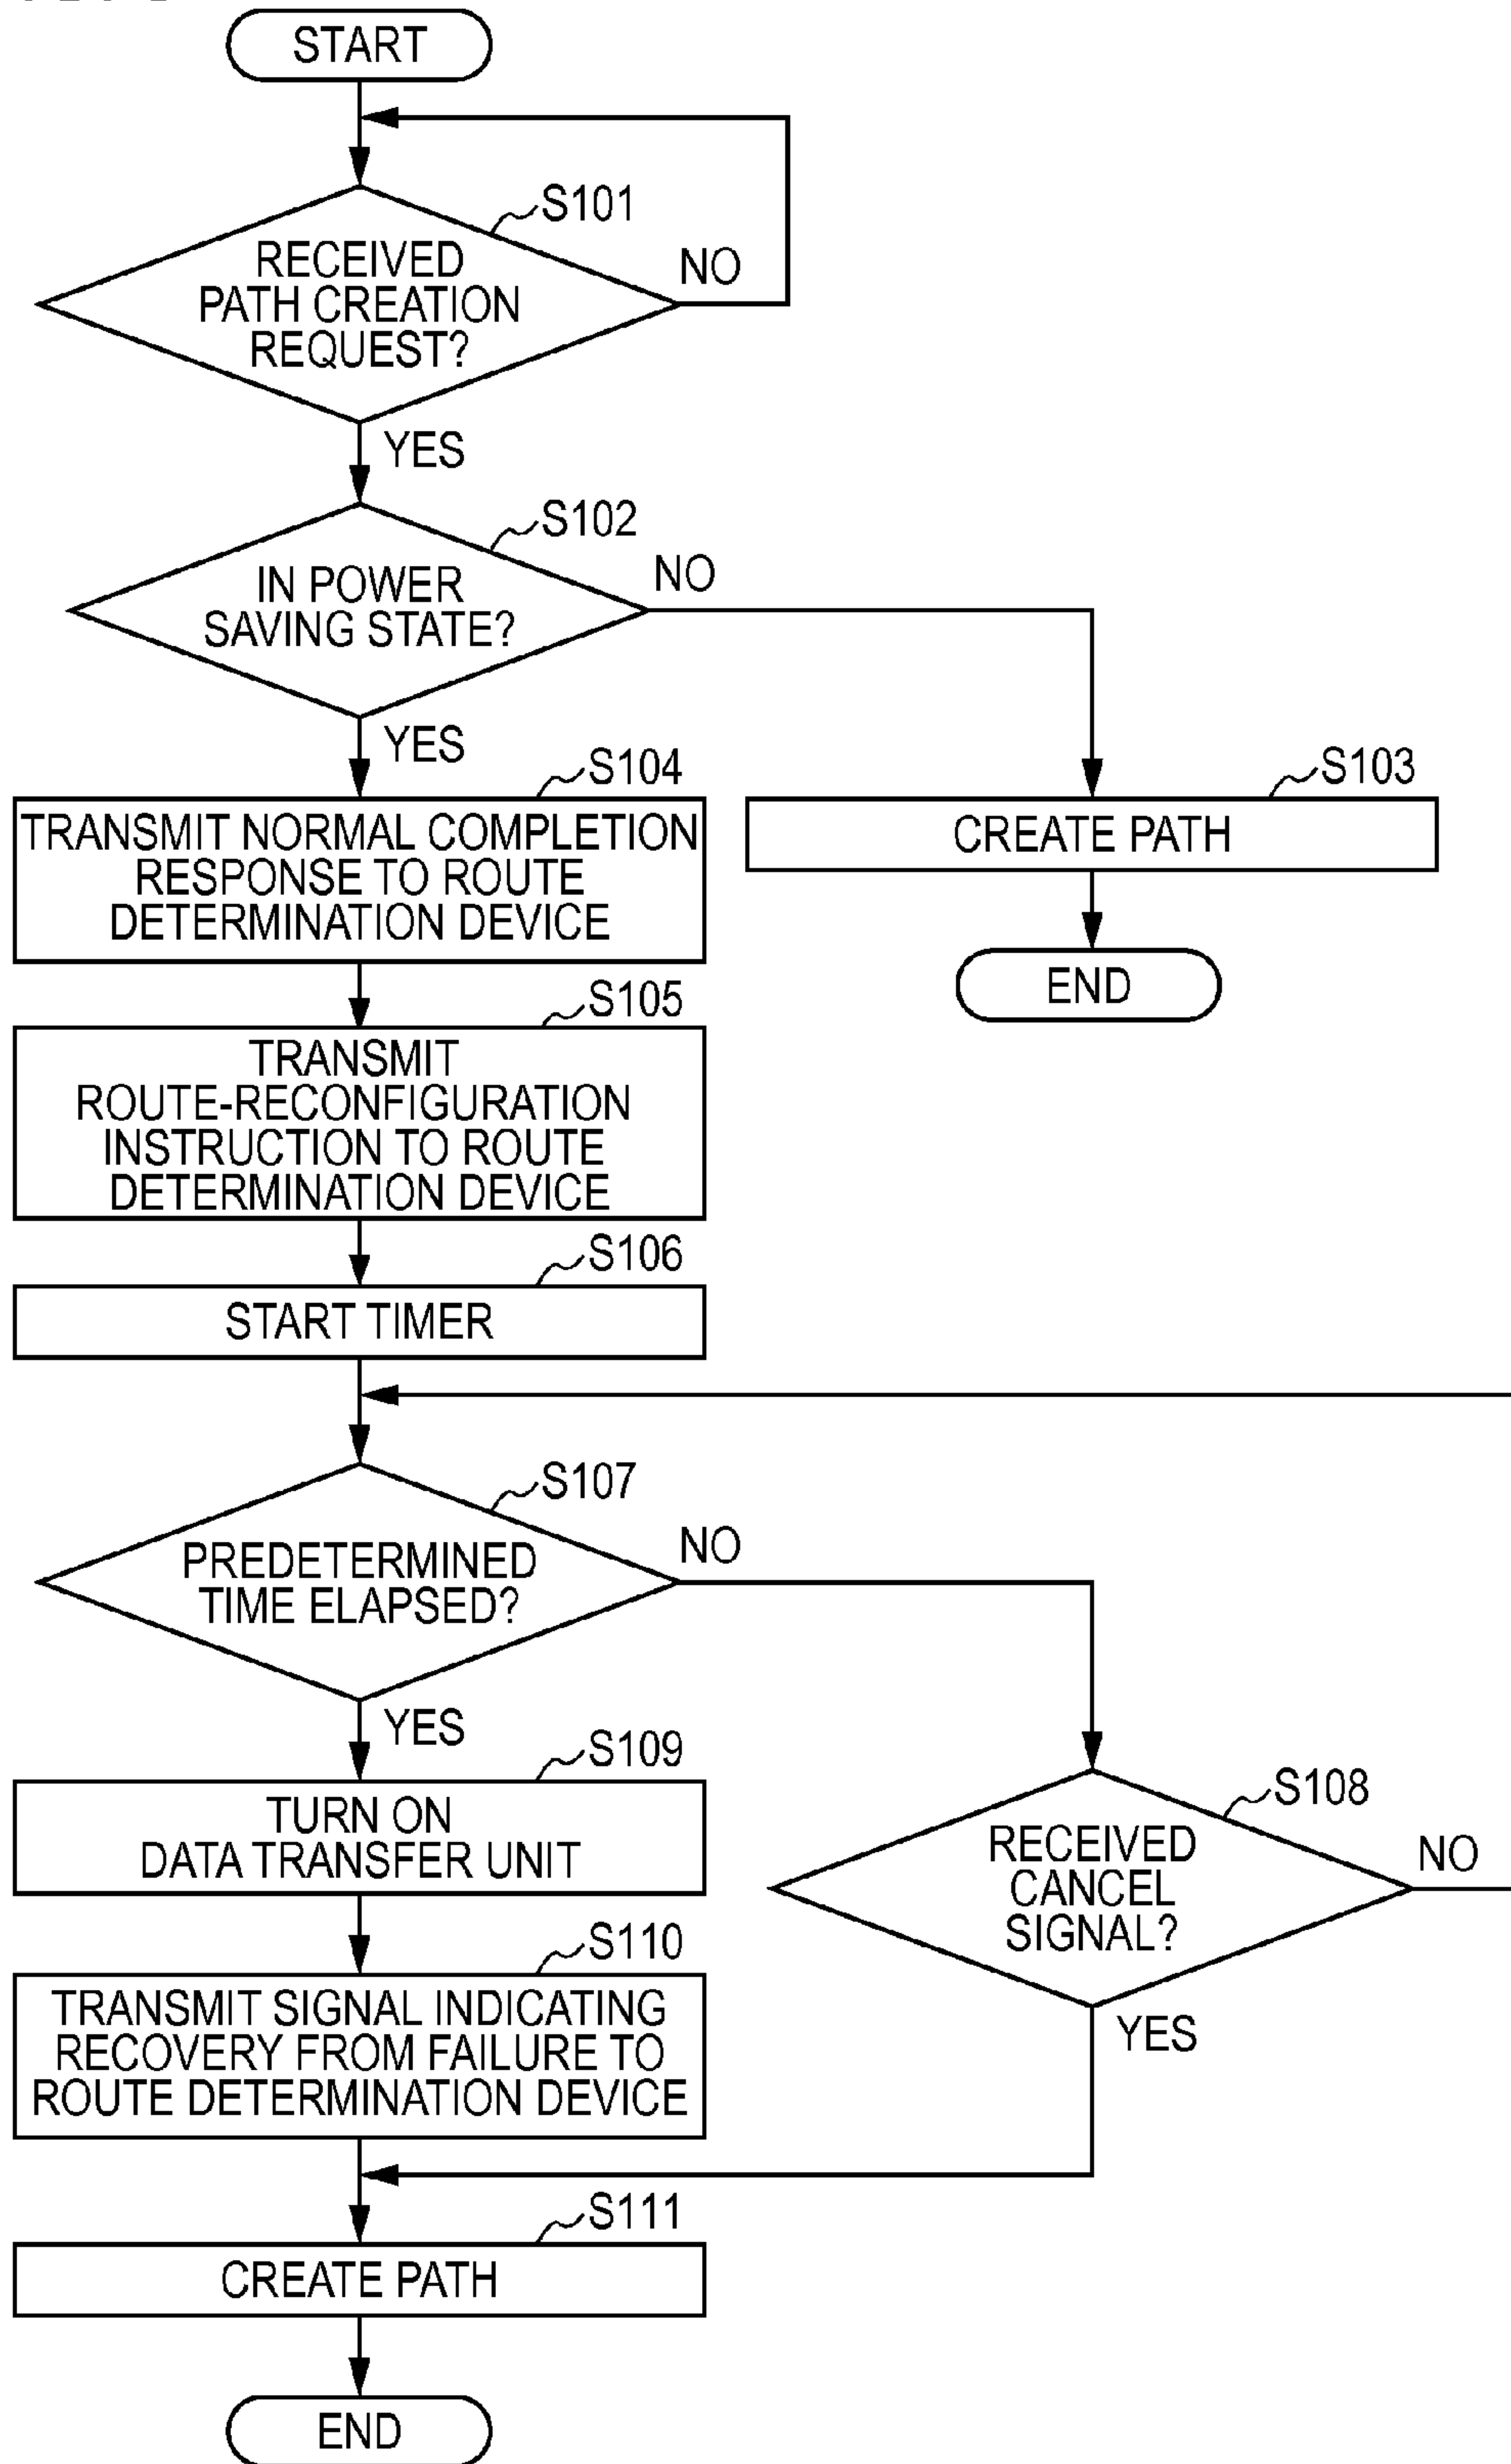 START
S101
RECEIVED
PATH CREATION
REQUEST?
NO
YES
S102
IN POWER
SAVING STATE?
NO
YES
S104
TRANSMIT NORMAL COMPLETION
RESPONSE TO ROUTE
DETERMINATION DEVICE
S103
CREATE PATH
END
S105
TRANSMIT
ROUTE-RECONFIGURATION
INSTRUCTION TO ROUTE
DETERMINATION DEVICE
S106
START TIMER
S107
PREDETERMINED
TIME ELAPSED?
NO
YES
S109
TURN ON
DATA TRANSFER UNIT
S108
RECEIVED
CANCEL
SIGNAL?
NO
YES
S110
TRANSMIT SIGNAL INDICATING
RECOVERY FROM FAILURE TO
ROUTE DETERMINATION DEVICE
S111
CREATE PATH
END